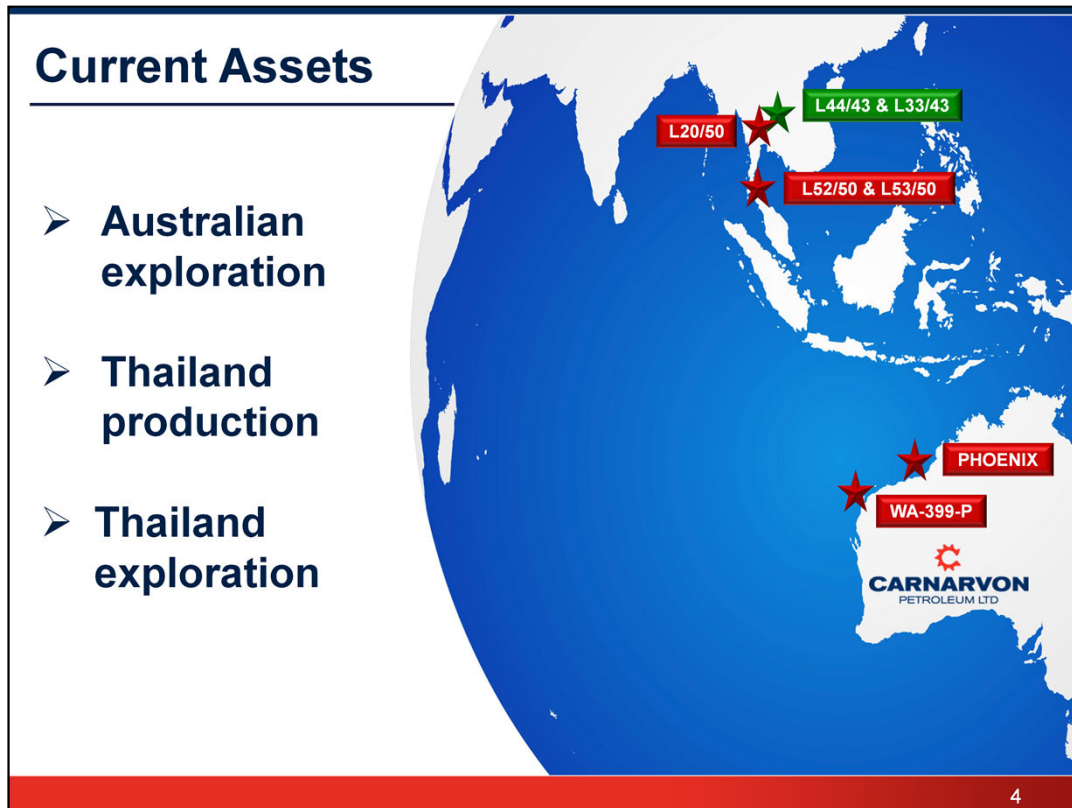 Current Assets
L44/43 & L33/43
L20/50
L52/50 & L53/50
➢ Australian
exploration
➢ Thailand
production
➢ Thailand
exploration
PHOENIX
WA-399-P
CARNARVON
PETROLEUM LTD
4